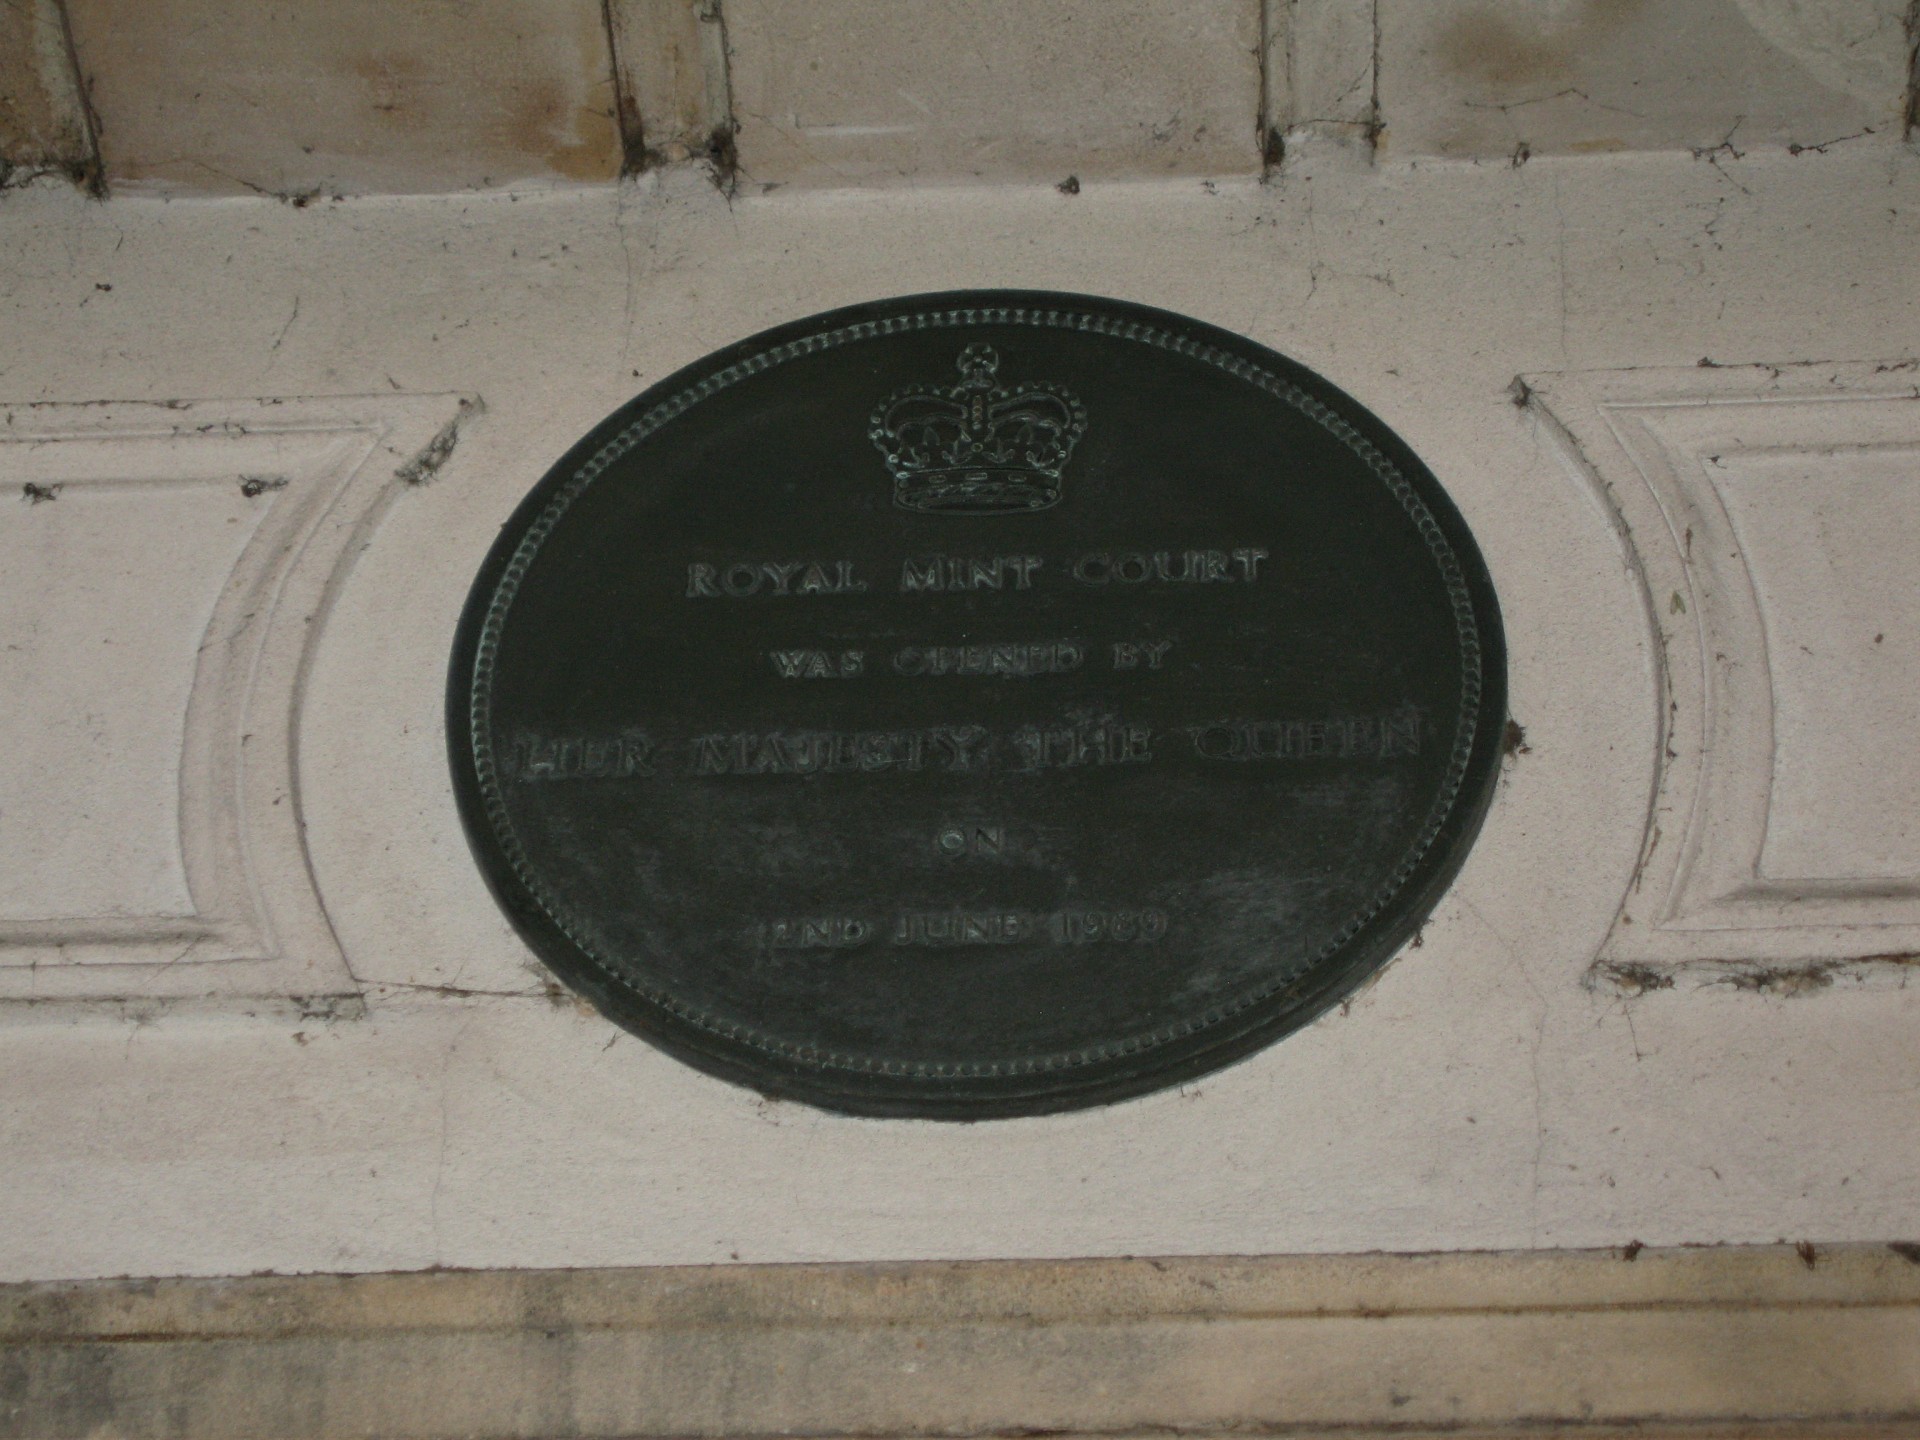 ROYAL MINT COURT
WAS OPENED BY
HER MAJESTY THE QUEEN
ON
2ND JUNE 1989